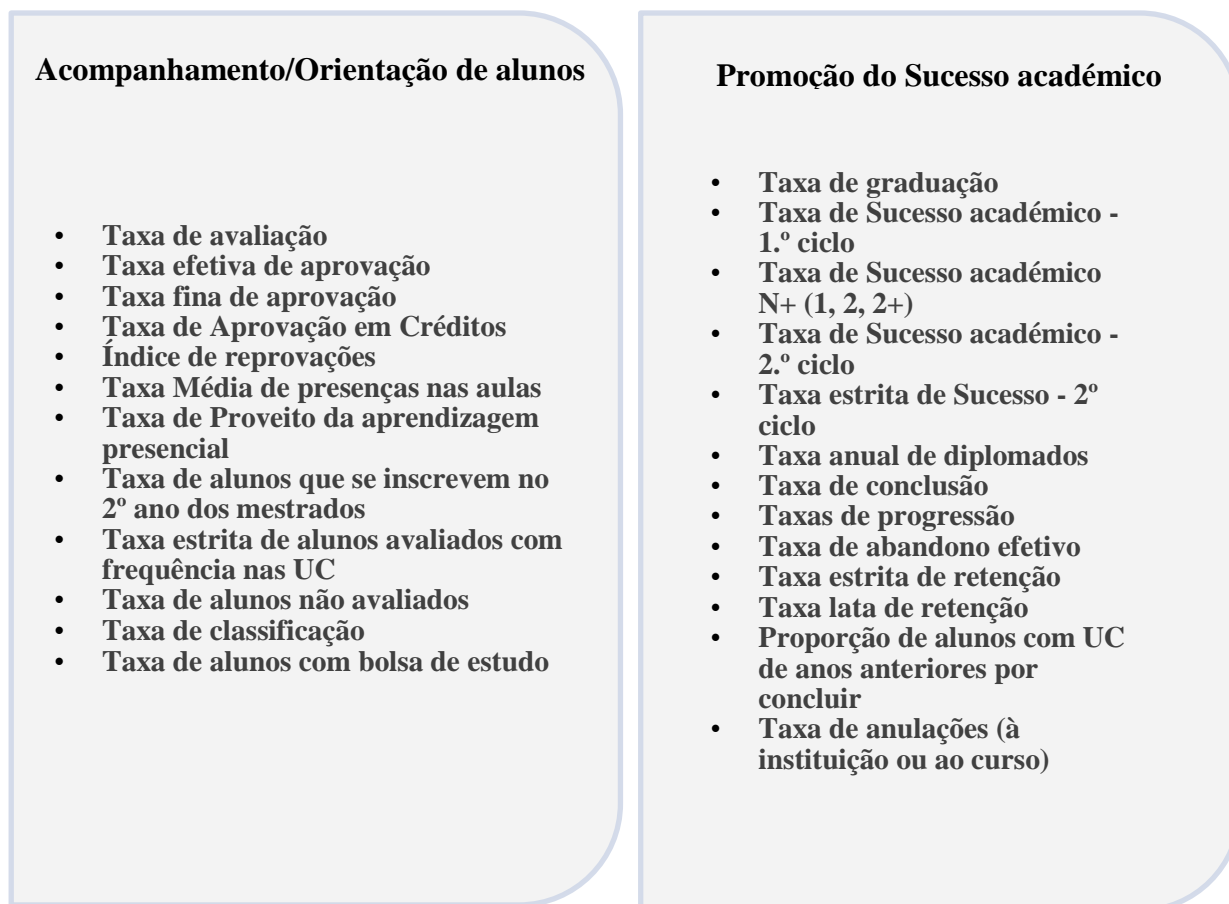 Acompanhamento/Orientação de alunos
• Taxa de avaliação
• Taxa efetiva de aprovação
• Taxa fina de aprovação
• Taxa de Aprovação em Créditos
• Índice de reprovações
• Taxa Média de presenças nas aulas
• Taxa de Proveito da aprendizagem
presencial
• Taxa de alunos que se inscrevem no
2º ano dos mestrados
• Taxa estrita de alunos avaliados com
frequência nas UC
• Taxa de alunos não avaliados
• Taxa de classificação
• Taxa de alunos com bolsa de estudo
Promoção do Sucesso académico
• Taxa de graduação
• Taxa de Sucesso académico -
1.º ciclo
• Taxa de Sucesso académico
N+ (1, 2, 2+)
• Taxa de Sucesso académico -
2.º ciclo
• Taxa estrita de Sucesso - 2º
ciclo
• Taxa anual de diplomados
• Taxa de conclusão
• Taxas de progressão
• Taxa de abandono efetivo
• Taxa estrita de retenção
• Taxa lata de retenção
• Proporção de alunos com UC
de anos anteriores por
concluir
• Taxa de anulações (à
instituição ou ao curso)